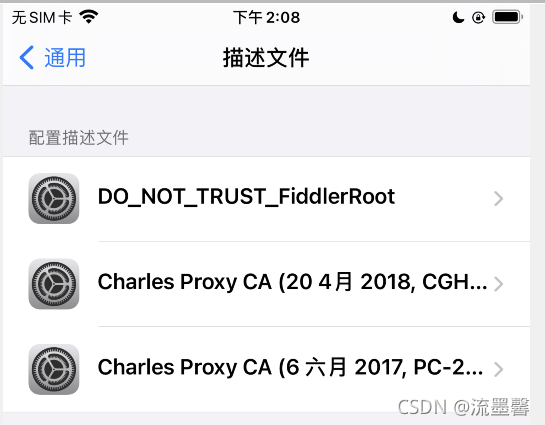 无SIM卡 下午2:08
通用 描述文件
配置描述文件
DO_NOT_TRUST_FiddlerRoot
Charles Proxy CA (20 4月 2018, CGH...
Charles Proxy CA (6 六月 2017, PC-2...
CSDN @流墨馨